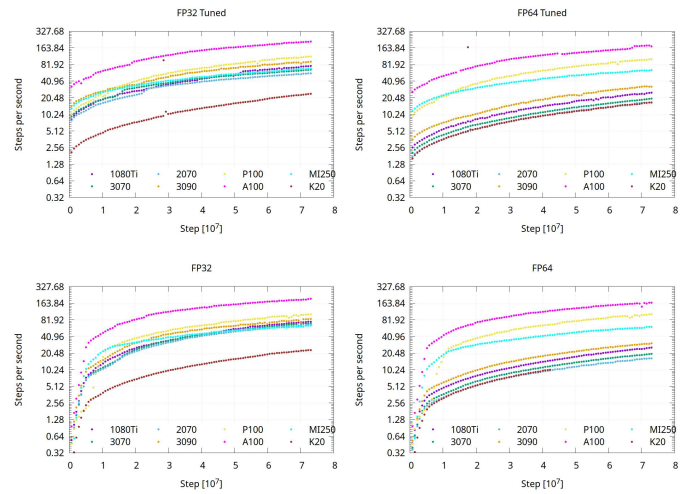 FP32 Tuned
327.68
163.84
81.92
40.96
20.48
10.24
5.12
2.56
1.28
0.64
0.32
Steps per second
1080Ti 2070 P100 MI250
3070 3090 A100 K20
0 1 2 3 4 5 6 7 8
Step [10⁷]
FP64 Tuned
327.68
163.84
81.92
40.96
20.48
10.24
5.12
2.56
1.28
0.64
0.32
Steps per second
1080Ti 2070 P100 MI250
3070 3090 A100 K20
0 1 2 3 4 5 6 7 8
Step [10⁷]
FP32
327.68
163.84
81.92
40.96
20.48
10.24
5.12
2.56
1.28
0.64
0.32
Steps per second
1080Ti 2070 P100 MI250
3070 3090 A100 K20
0 1 2 3 4 5 6 7 8
Step [10⁷]
FP64
327.68
163.84
81.92
40.96
20.48
10.24
5.12
2.56
1.28
0.64
0.32
Steps per second
1080Ti 2070 P100 MI250
3070 3090 A100 K20
0 1 2 3 4 5 6 7 8
Step [10⁷]